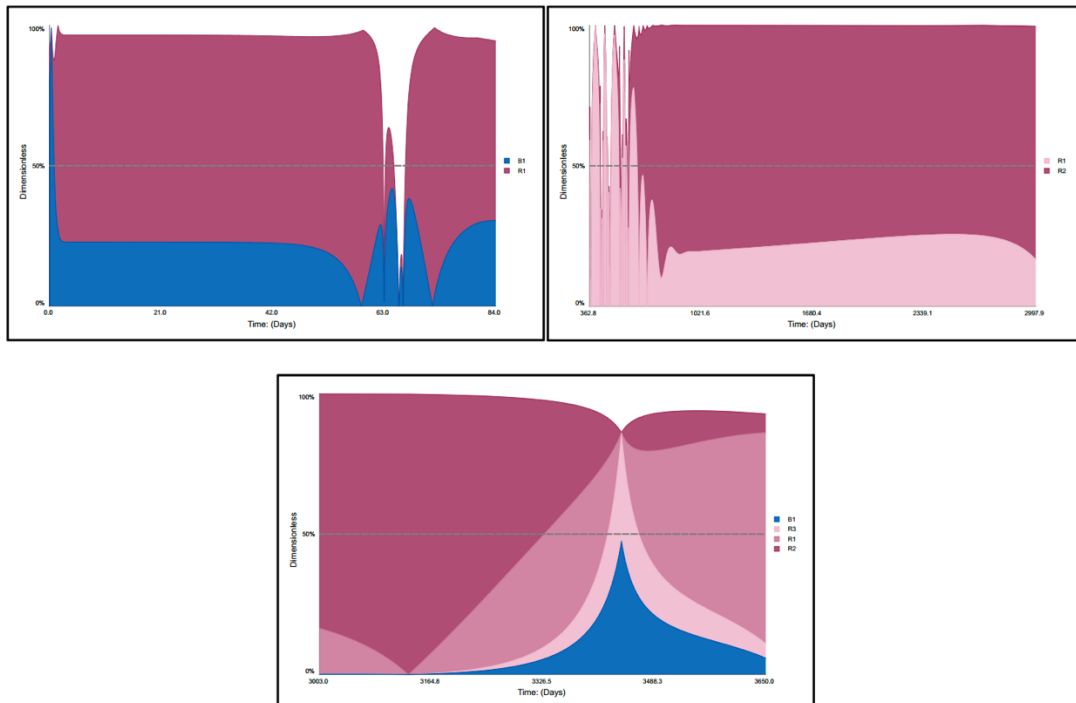 100%
50%
0%
Dimensionless
0.0 21.0 42.0 63.0 84.0
Time: (Days)
B1
R1
100%
50%
0%
Dimensionless
362.8 1021.6 1680.4 2339.1 2997.9
Time: (Days)
R1
R2
100%
50%
0%
Dimensionless
3003.0 3164.8 3326.5 3488.3 3650.0
Time: (Days)
B1
R3
R1
R2